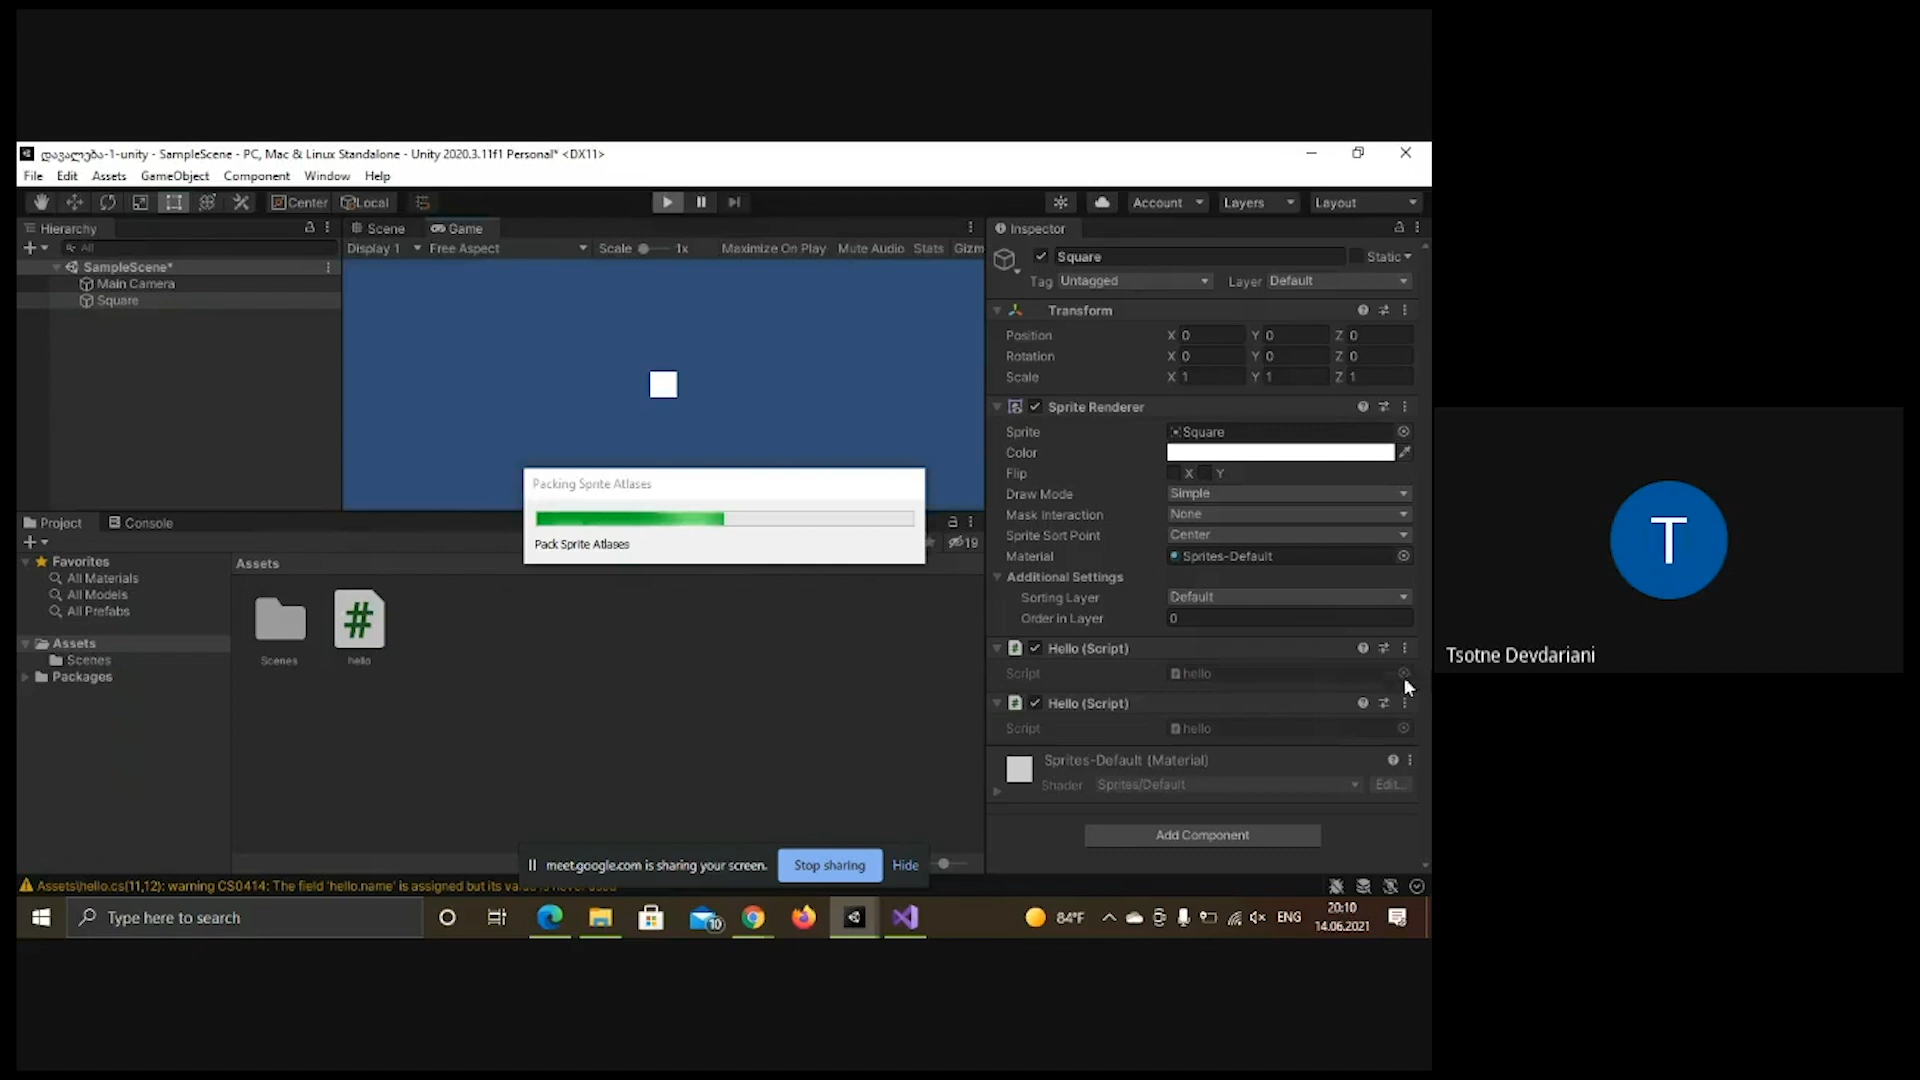 დავალება-1-unity - SampleScene - PC, Mac & Linux Standalone - Unity 2020.3.11f1 Personal* <DX11>
File Edit Assets GameObject Component Window Help
Center Local Account Layers Layout
Hierarchy Scene Game Inspector
All Display 1 Free Aspect Scale 1x Maximize On Play Mute Audio Stats Gizm
SampleScene*
Main Camera
Square
Square Static
Tag Untagged Layer Default
Transform
Position X 0 Y 0 Z 0
Rotation X 0 Y 0 Z 0
Scale X 1 Y 1 Z 1
Sprite Renderer
Sprite Square
Color
Flip X Y
Draw Mode Simple
Mask Interaction None
Sprite Sort Point Center
Material Sprites-Default
Additional Settings
Sorting Layer Default
Order in Layer 0
Hello (Script)
Script hello
Hello (Script)
Script hello
Sprites-Default (Material)
Shader Sprites/Default Edit...
Add Component
Packing Sprite Atlases
Pack Sprite Atlases
Project Console
19
Favorites
All Materials
All Models
All Prefabs
Assets
Scenes
Packages
Assets
Scenes hello
meet.google.com is sharing your screen. Stop sharing Hide
Assets\hello.cs(11,12): warning CS0414: The field 'hello.name' is assigned but its
Type here to search
10
84°F ENG
20:10
14.06.2021
T
Tsotne Devdariani